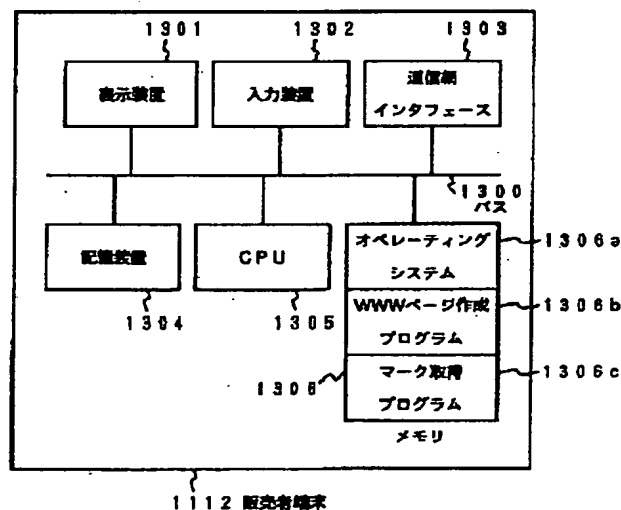 1301 1302 1303
表示装置 入力装置 通信網
インタフェース
1300
バス
記憶装置 CPU オペレーティング
システム
1306a
1304 1305 WWWページ作成
プログラム
1306b
1306 マーク取得
プログラム
1306c
メモリ
1112 販売者端末